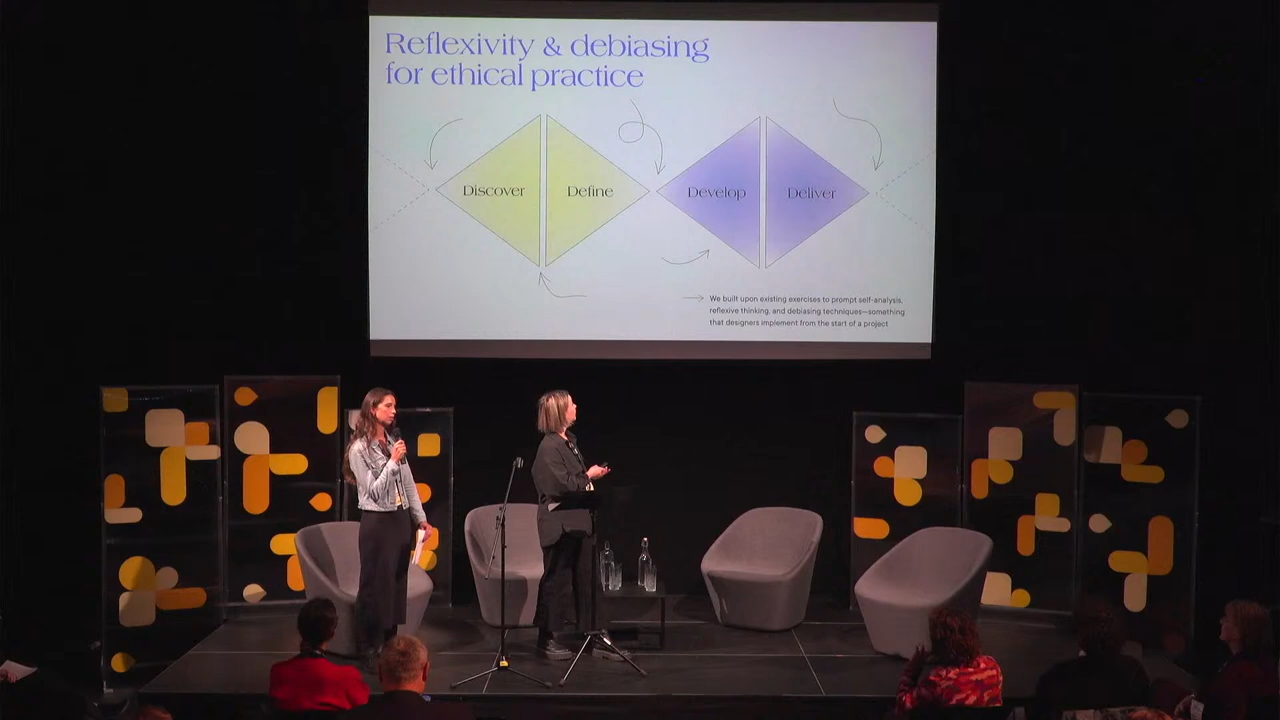 Reflexivity & debiasing
for ethical practice
Discover
Define
Develop
Deliver
We built upon existing exercises to prompt self-analysis,
reflexive thinking, and debiasing techniques—something
that designers implement from the start of a project